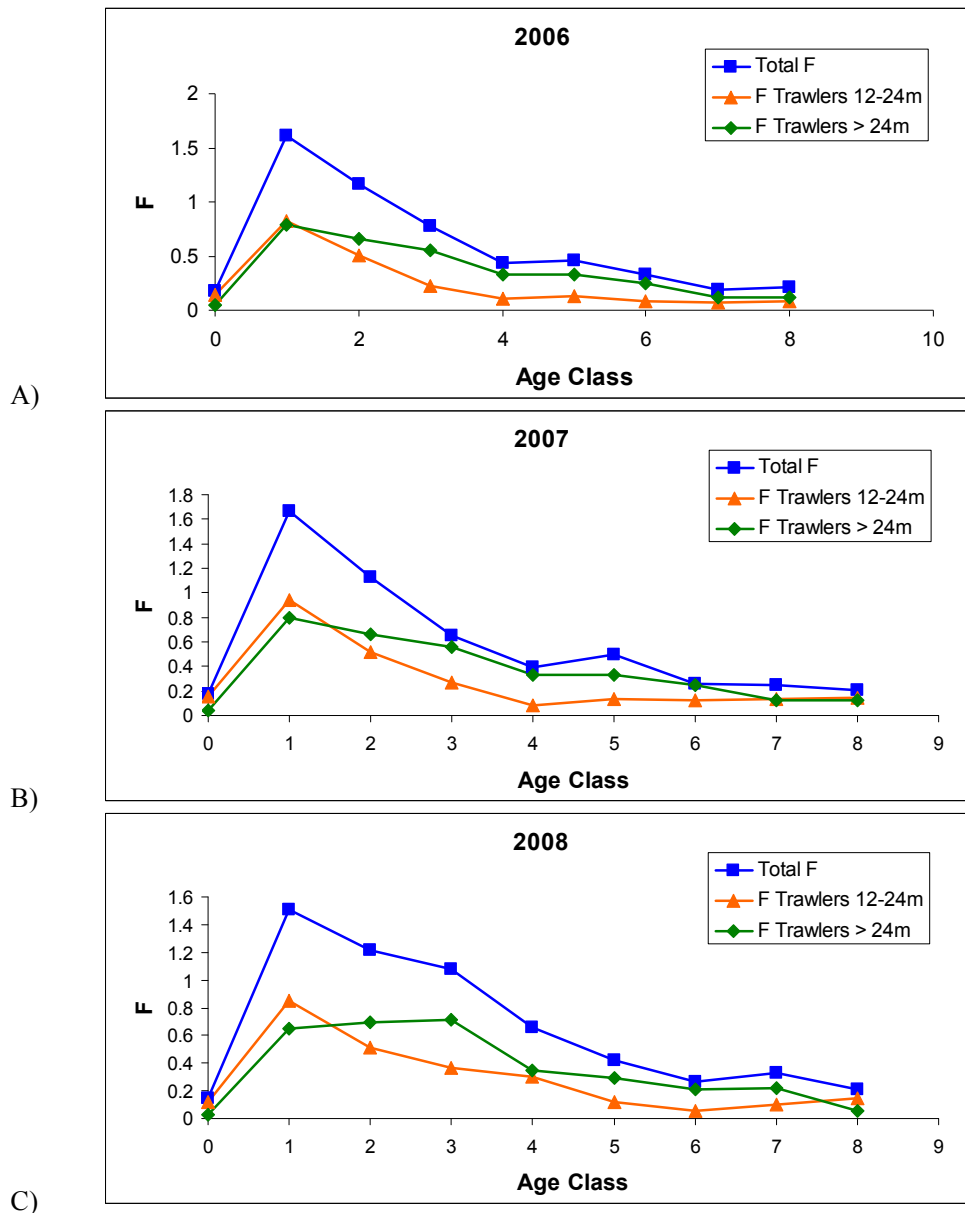 2006
Total F
F Trawlers 12-24m
F Trawlers > 24m
2
1.5
1
0.5
0
F
0 2 4 6 8 10
Age Class
A)
2007
Total F
F Trawlers 12-24m
F Trawlers > 24m
1.8
1.6
1.4
1.2
1
0.8
0.6
0.4
0.2
0
F
0 1 2 3 4 5 6 7 8 9
Age Class
B)
2008
Total F
F Trawlers 12-24m
F Trawlers > 24m
1.6
1.4
1.2
1
0.8
0.6
0.4
0.2
0
F
0 1 2 3 4 5 6 7 8 9
Age Class
C)